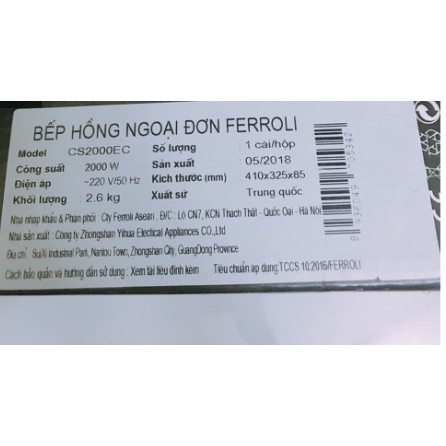 BẾP HỒNG NGOẠI ĐƠN FERROLI
Model CS2000EC Số lượng : 1 cái/hộp
Công suất 2000 W Sản xuất 05/2018
Điện áp ~220 V/50 Hz Kích thước (mm) 410x325x85
Khối lượng : 2.6 kg Xuất sứ : Trung quốc
Nhà nhập khẩu & Phân phối : Cty Ferroli Asean , Đ/C : Lô CN7, KCN Thạch Thất - Quốc Oai - Hà Nội
Nhà sản xuất : Công ty Zhongshan Yihua Electlcal Appliances CO.,Ltd
Địa chỉ : SuiXi Industrial Park, Nantou Town, Zhongshan City, GuangDong Province
Cách bảo quản và hướng dẫn sử dụng : Xem tài liệu đính kèm Tiêu chuẩn áp dụng:TCCS 10:2016/FERROLI